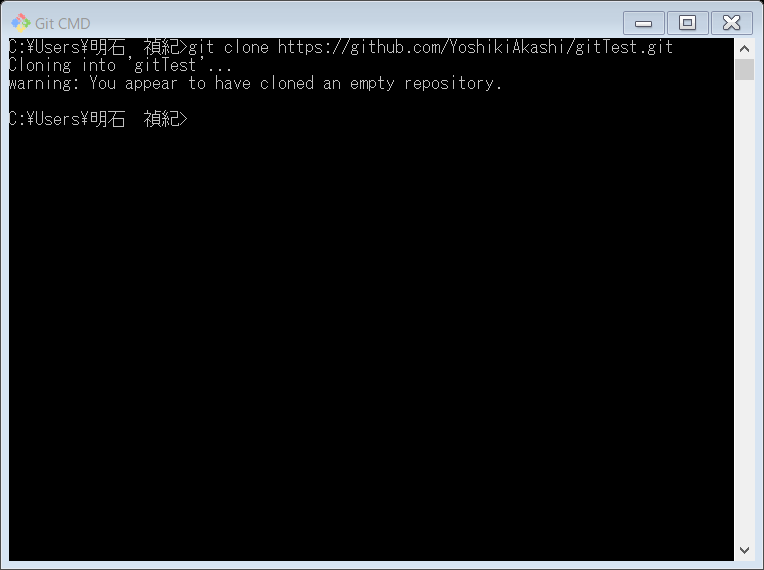 Git CMD
C:¥Users¥明石　禎紀>git clone https://github.com/YoshikiAkashi/gitTest.git
Cloning into 'gitTest'...
warning: You appear to have cloned an empty repository.
C:¥Users¥明石　禎紀>